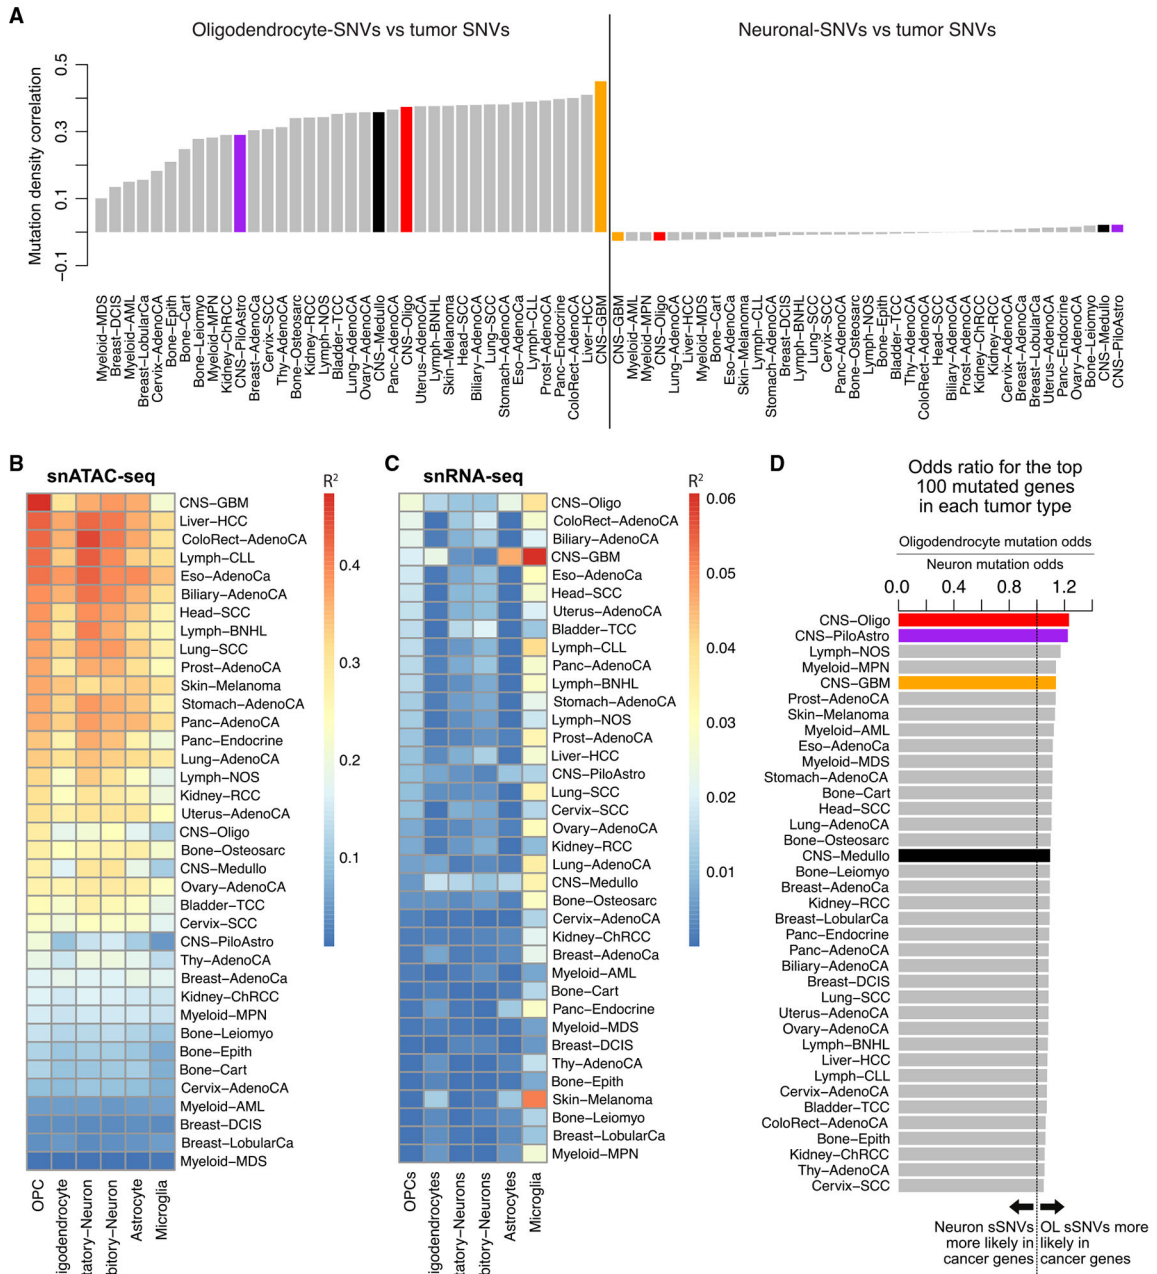 A
Oligodendrocyte-SNVs vs tumor SNVs
Neuronal-SNVs vs tumor SNVs
Mutation density correlation
0.5
0.3
0.1
−0.1
Myeloid-MDS
Breast-DCIS
Myeloid-AML
Breast-LobularCa
Cervix-AdenoCA
Bone-Epith
Bone-Cart
Bone-Leiomyo
Myeloid-MPN
Kidney-ChRCC
CNS-PiloAstro
Breast-AdenoCa
Cervix-SCC
Thy-AdenoCA
Bone-Osteosarc
Kidney-RCC
Lymph-NOS
Bladder-TCC
Lung-AdenoCA
Ovary-AdenoCA
CNS-Medullo
Panc-AdenoCA
CNS-Oligo
Uterus-AdenoCA
Lymph-BNHL
Skin-Melanoma
Head-SCC
Biliary-AdenoCA
Lung-SCC
Stomach-AdenoCA
Eso-AdenoCa
Lymph-CLL
Prost-AdenoCA
Panc-Endocrine
ColoRect-AdenoCA
Liver-HCC
CNS-GBM
CNS-GBM
Myeloid-AML
Myeloid-MPN
CNS-Oligo
Lung-AdenoCA
Liver-HCC
Myeloid-MDS
Bone-Cart
Eso-AdenoCa
Skin-Melanoma
Lymph-CLL
Stomach-AdenoCA
Breast-DCIS
Lymph-BNHL
Lung-SCC
Cervix-SCC
Panc-AdenoCA
Bone-Osteosarc
Lymph-NOS
Bone-Epith
Bladder-TCC
Thy-AdenoCA
ColoRect-AdenoCA
Head-SCC
Biliary-AdenoCA
Prost-AdenoCA
Kidney-ChRCC
Kidney-RCC
Cervix-AdenoCA
Breast-AdenoCa
Breast-LobularCa
Uterus-AdenoCA
Panc-Endocrine
Ovary-AdenoCA
Bone-Leiomyo
CNS-Medullo
CNS-PiloAstro
B
snATAC-seq
R²
CNS−GBM
Liver−HCC
ColoRect−AdenoCA
Lymph−CLL
Eso−AdenoCa
Biliary−AdenoCA
Head−SCC
Lymph−BNHL
Lung−SCC
Prost−AdenoCA
Skin−Melanoma
Stomach−AdenoCA
Panc−AdenoCA
Panc−Endocrine
Lung−AdenoCA
Lymph−NOS
Kidney−RCC
Uterus−AdenoCA
CNS−Oligo
Bone−Osteosarc
CNS−Medullo
Ovary−AdenoCA
Bladder−TCC
Cervix−SCC
CNS−PiloAstro
Thy−AdenoCA
Breast−AdenoCa
Kidney−ChRCC
Myeloid−MPN
Bone−Leiomyo
Bone−Epith
Bone−Cart
Cervix−AdenoCA
Myeloid−AML
Breast−DCIS
Breast−LobularCa
Myeloid−MDS
0.4
0.3
0.2
0.1
OPC
igodendrocyte
tatory−Neuron
bitory−Neuron
Astrocyte
Microglia
C
snRNA-seq
R²
CNS−Oligo
ColoRect−AdenoCA
Biliary−AdenoCA
CNS−GBM
Eso−AdenoCa
Head−SCC
Uterus−AdenoCA
Bladder−TCC
Lymph−CLL
Panc−AdenoCA
Lymph−BNHL
Stomach−AdenoCA
Lymph−NOS
Prost−AdenoCA
Liver−HCC
CNS−PiloAstro
Lung−SCC
Cervix−SCC
Ovary−AdenoCA
Kidney−RCC
Lung−AdenoCA
CNS−Medullo
Bone−Osteosarc
Cervix−AdenoCA
Kidney−ChRCC
Breast−AdenoCa
Myeloid−AML
Bone−Cart
Panc−Endocrine
Myeloid−MDS
Breast−DCIS
Thy−AdenoCA
Bone−Epith
Skin−Melanoma
Bone−Leiomyo
Breast−LobularCa
Myeloid−MPN
0.06
0.05
0.04
0.03
0.02
0.01
OPCs
igodendrocytes
tatory−Neurons
bitory−Neurons
Astrocytes
Microglia
D
Odds ratio for the top
100 mutated genes
in each tumor type
Oligodendrocyte mutation odds
Neuron mutation odds
0.0 0.4 0.8 1.2
CNS−Oligo
CNS−PiloAstro
Lymph−NOS
Myeloid−MPN
CNS−GBM
Prost−AdenoCA
Skin−Melanoma
Myeloid−AML
Eso−AdenoCa
Myeloid−MDS
Stomach−AdenoCA
Bone−Cart
Head−SCC
Lung−AdenoCA
Bone−Osteosarc
CNS−Medullo
Bone−Leiomyo
Breast−AdenoCa
Kidney−RCC
Breast−LobularCa
Panc−Endocrine
Panc−AdenoCA
Biliary−AdenoCA
Breast−DCIS
Lung−SCC
Uterus−AdenoCA
Ovary−AdenoCA
Lymph−BNHL
Liver−HCC
Lymph−CLL
Cervix−AdenoCA
Bladder−TCC
ColoRect−AdenoCA
Bone−Epith
Kidney−ChRCC
Thy−AdenoCA
Cervix−SCC
Neuron sSNVs
more likely in
cancer genes
OL sSNVs more
likely in
cancer genes